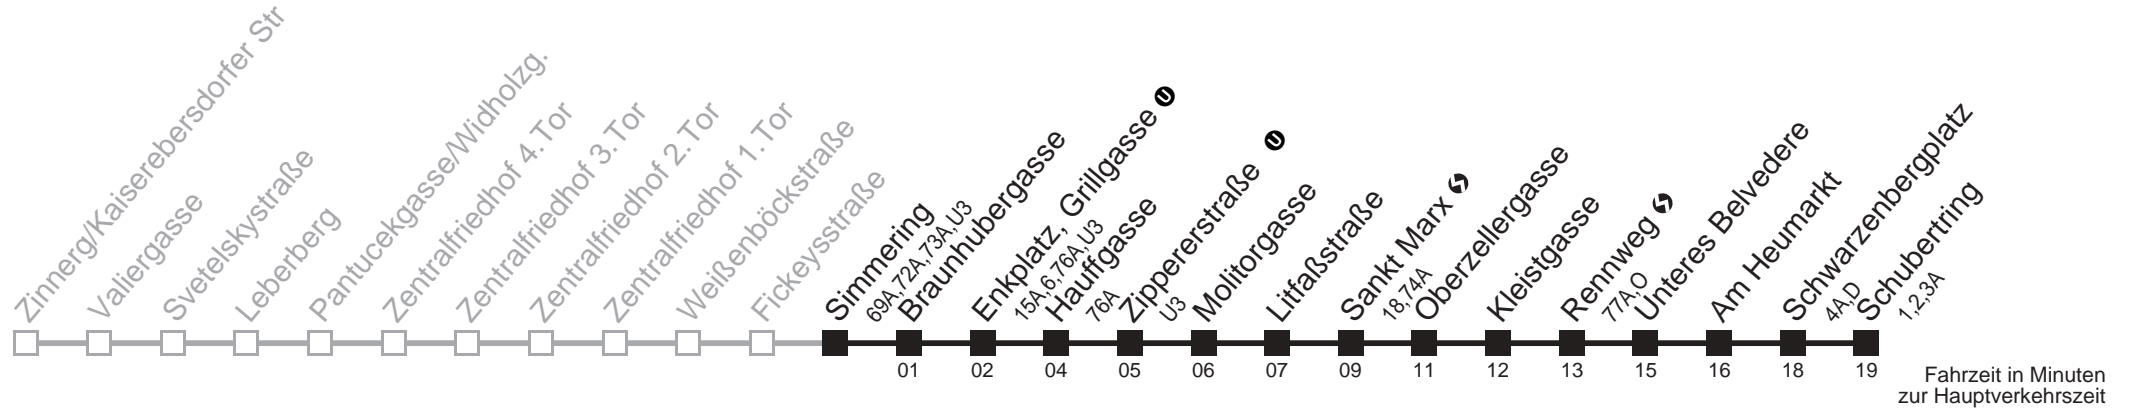 Zinnerg/Kaiserebersdorfer Str
Valiergasse
Svetelskystraße
Leberberg
Pantucekgasse/Widholzg.
Zentralfriedhof 4.Tor
Zentralfriedhof 3.Tor
Zentralfriedhof 2.Tor
Zentralfriedhof 1.Tor
Weißenböckstraße
Fickeysstraße
Simmering
69A,72A,73A,U3
Braunhubergasse
Enkplatz, Grillgasse U
15A,6,76A,U3
Hauffgasse
76A
Zippererstraße U
U3
Molitorgasse
Litfaßstraße
Sankt Marx
18,74A
Oberzellergasse
Kleistgasse
Rennweg
77A,O
Unteres Belvedere
Am Heumarkt
Schwarzenbergplatz
4A,D
Schubertring
1,2,3A
01 02 04 05 06 07 09 11 12 13 15 16 18 19
Fahrzeit in Minuten
zur Hauptverkehrszeit